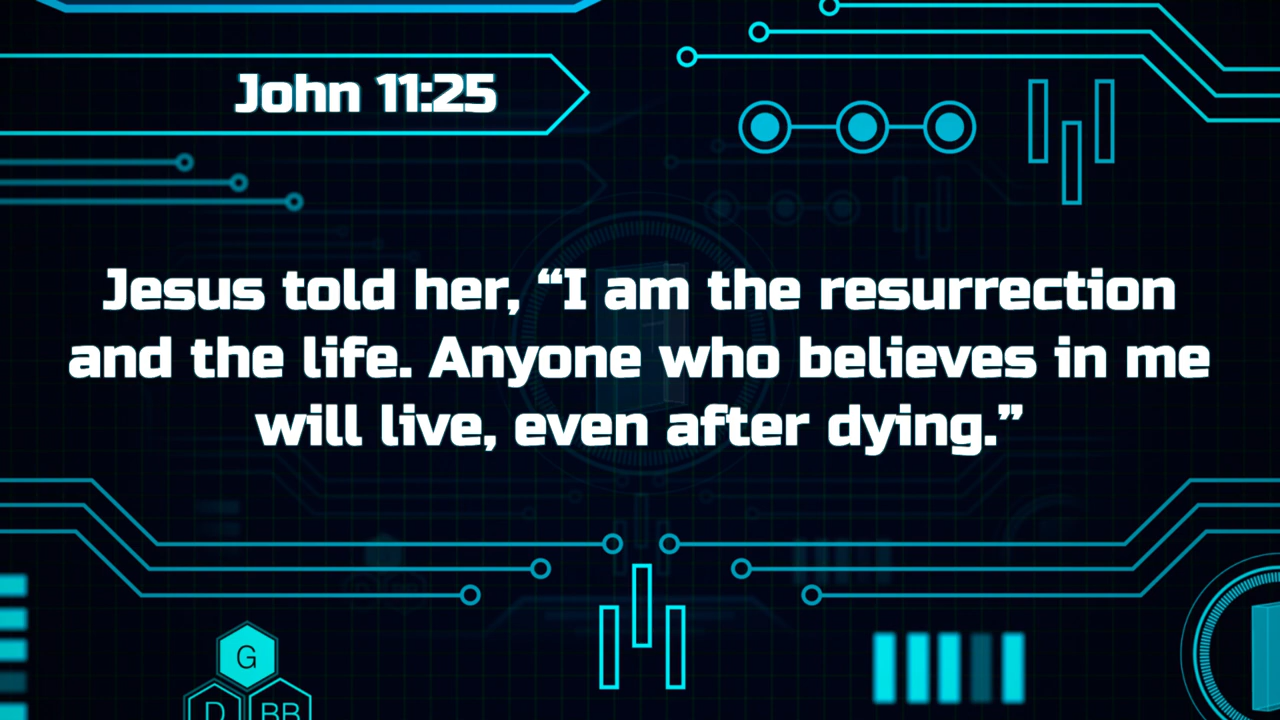 John 11:25
Jesus told her, “I am the resurrection
and the life. Anyone who believes in me
will live, even after dying.”
G
D BB